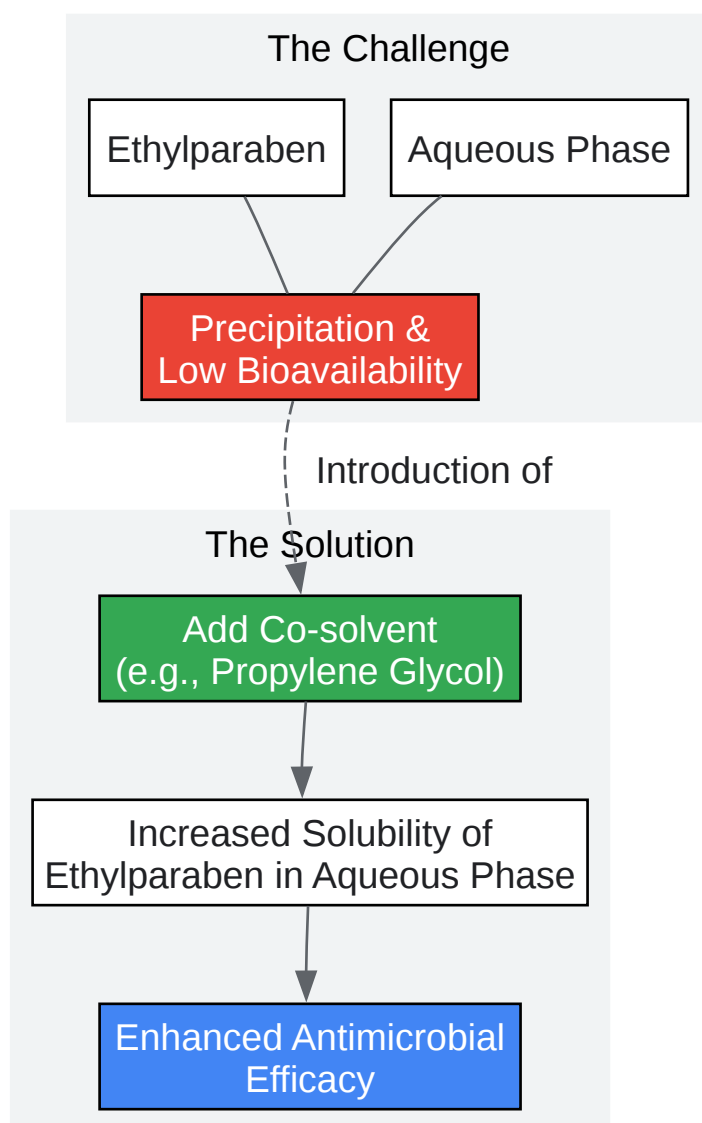 The Challenge
Ethylparaben
Aqueous Phase
Precipitation &
Low Bioavailability
Introduction of
The Solution
Add Co-solvent
(e.g., Propylene Glycol)
Increased Solubility of
Ethylparaben in Aqueous Phase
Enhanced Antimicrobial
Efficacy